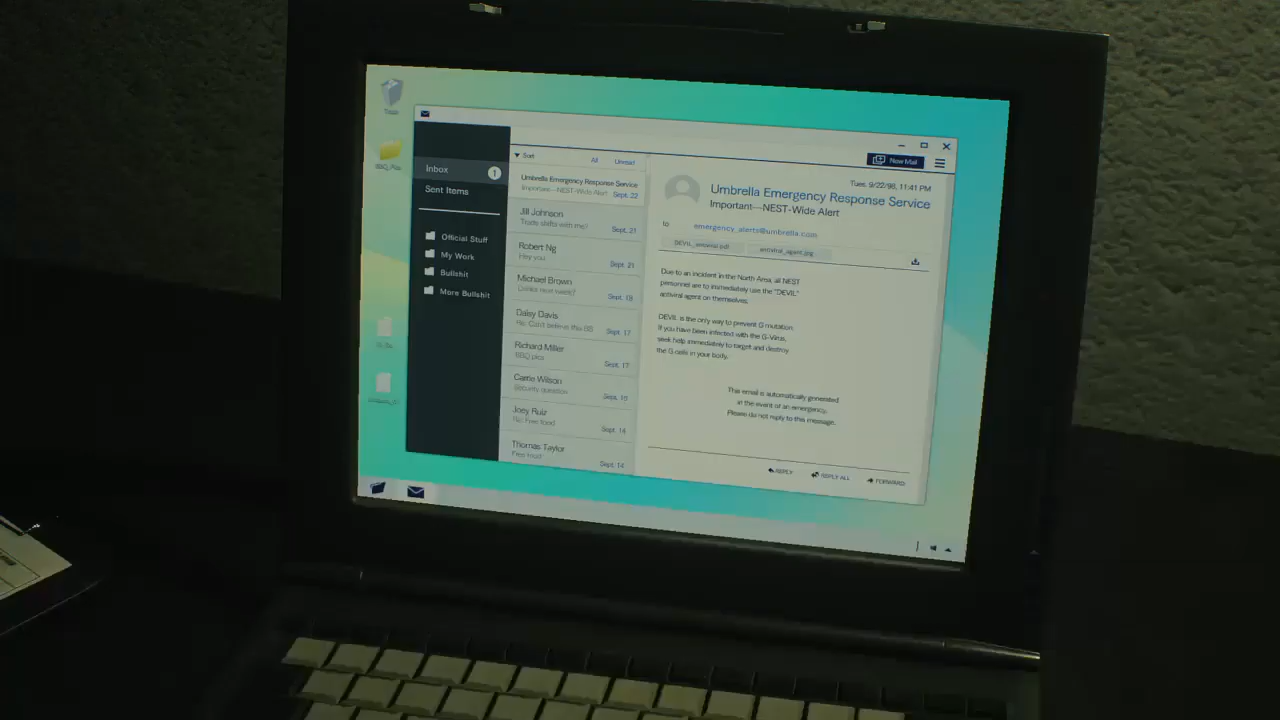 Inbox
1
Sent Items
Official Stuff
My Work
Bullshit
More Bullshit
Sort
All
Unread
Umbrella Emergency Response Service
Important---NEST-Wide Alert
Sept. 22
Jill Johnson
Trade shifts with me?
Sept. 21
Robert Ng
Hey you
Sept. 21
Michael Brown
Drinks next week?
Sept. 18
Daisy Davis
Re: Can't believe this BS
Sept. 17
Richard Miller
BBQ pics
Sept. 17
Carrie Wilson
Security question
Sept. 15
Joey Ruiz
Re: Free food
Sept. 14
Thomas Taylor
Free food
Sept. 14
New Mail
Tues, 9/22/98, 11:41 PM
Umbrella Emergency Response Service
Important---NEST-Wide Alert
to
emergency_alerts@umbrella.com
DEVIL_antiviral.pdf
antiviral_agent.jpg
Due to an incident in the North Area, all NEST
personnel are to immediately use the "DEVIL"
antiviral agent on themselves.
DEVIL is the only way to prevent G mutation.
If you have been infected with the G-Virus,
seek help immediately to target and destroy
the G cells in your body.
This email is automatically generated
at the event of an emergency.
Please do not reply to this message.
REPLY
REPLY ALL
FORWARD